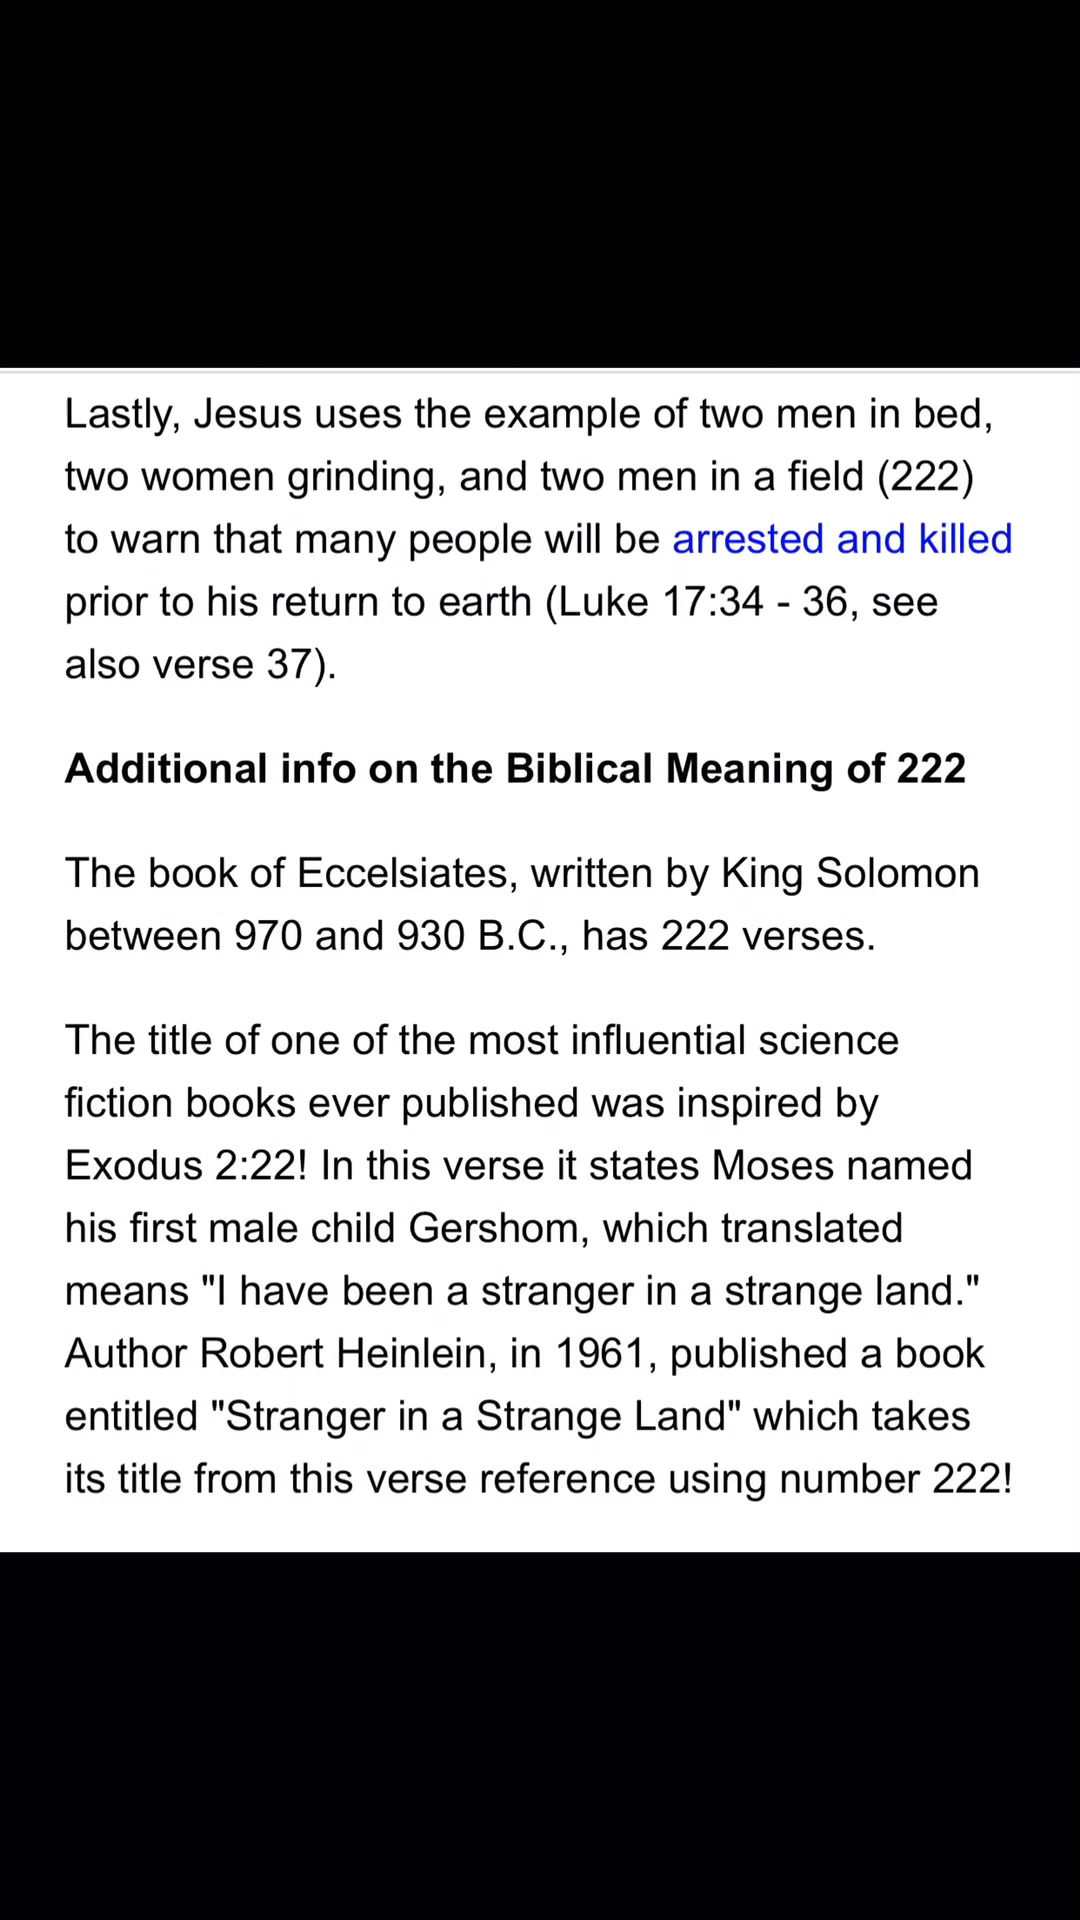 Lastly, Jesus uses the example of two men in bed,
two women grinding, and two men in a field (222)
to warn that many people will be arrested and killed
prior to his return to earth (Luke 17:34 - 36, see
also verse 37).
Additional info on the Biblical Meaning of 222
The book of Eccelsiates, written by King Solomon
between 970 and 930 B.C., has 222 verses.
The title of one of the most influential science
fiction books ever published was inspired by
Exodus 2:22! In this verse it states Moses named
his first male child Gershom, which translated
means "I have been a stranger in a strange land."
Author Robert Heinlein, in 1961, published a book
entitled "Stranger in a Strange Land" which takes
its title from this verse reference using number 222!